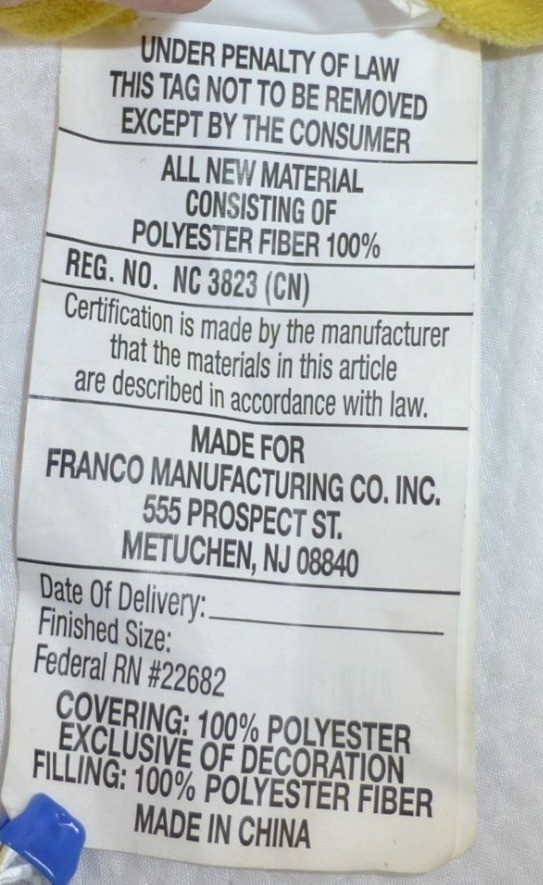 UNDER PENALTY OF LAW
THIS TAG NOT TO BE REMOVED
EXCEPT BY THE CONSUMER
ALL NEW MATERIAL
CONSISTING OF
POLYESTER FIBER 100%
REG. NO. NC 3823 (CN)
Certification is made by the manufacturer
that the materials in this article
are described in accordance with law.
MADE FOR
FRANCO MANUFACTURING CO. INC.
555 PROSPECT ST.
METUCHEN, NJ 08840
Date Of Delivery:
Finished Size:
Federal RN #22682
COVERING: 100% POLYESTER
EXCLUSIVE OF DECORATION
FILLING: 100% POLYESTER FIBER
MADE IN CHINA